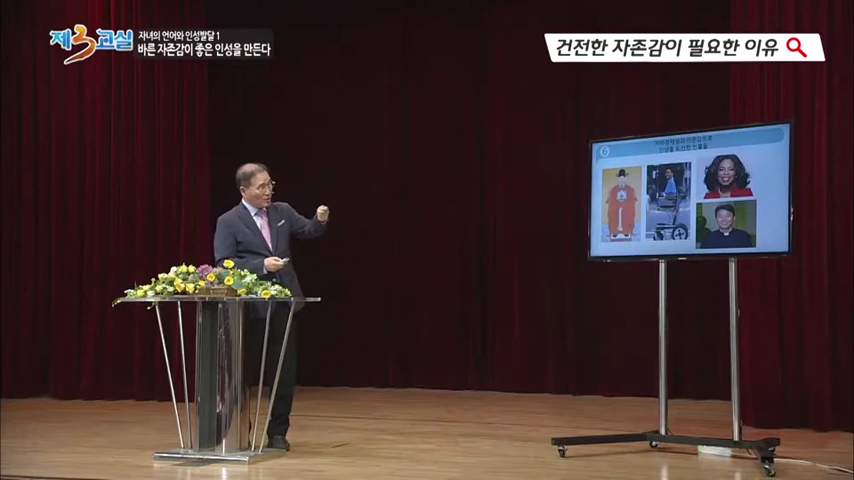 제3교실
자녀의 언어와 인성발달 1
바른 자존감이 좋은 인성을 만든다
건전한 자존감이 필요한 이유
6